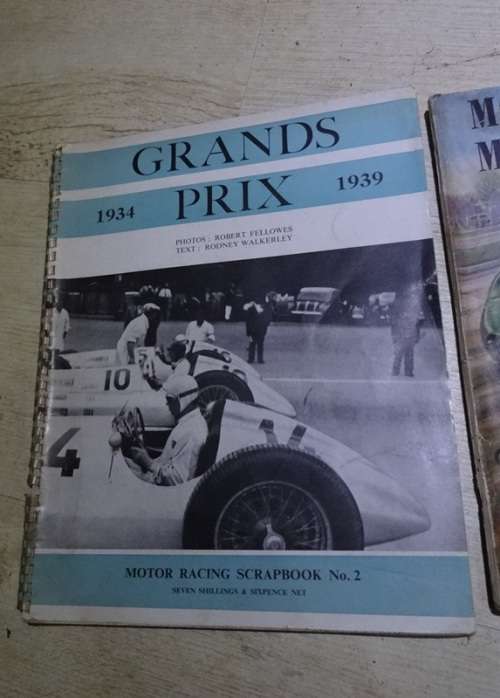 GRANDS
1934 PRIX 1939
PHOTOS : ROBERT FELLOWES
TEXT : RODNEY WALKERLEY
10
4
MOTOR RACING SCRAPBOOK No. 2
SEVEN SHILLINGS & SIXPENCE NET
M
M